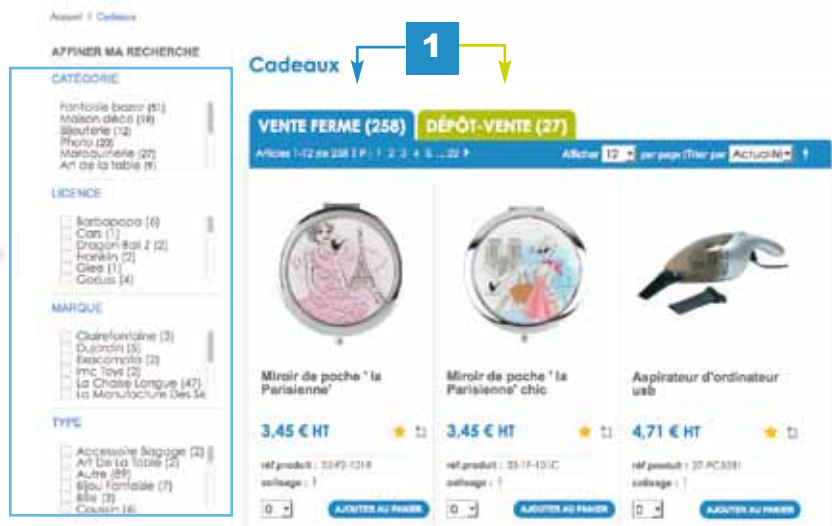 Accueil / Cadeaux
AFFINER MA RECHERCHE
CATÉGORIE
Fantaisie bazar (51)
Maison déco (19)
Bijouterie (12)
Photo (20)
Maroquinerie (27)
Art de la table (9)
LICENCE
Barbapapa (6)
Cars (1)
Dragon Ball Z (2)
Franklin (2)
Glee (1)
Gorjuss (4)
MARQUE
Clairefontaine (3)
Dujardin (5)
Exacompta (2)
Imc Toys (2)
La Chaise Longue (47)
La Manufacture Des Se
TYPE
Accessoire Bagage (2)
Art De La Table (2)
Autre (89)
Bijou Fantaisie (7)
Bille (3)
Coussin (6)
1
Cadeaux
VENTE FERME (258)
DÉPÔT-VENTE (27)
Articles 1-12 de 258 | P | 1 2 3 4 5 ... 22
Afficher 12 par page |Trier par Actualité
Miroir de poche " la Parisienne'
3,45 € HT
réf.produit :
colisage : 1
0
AJOUTER AU PANIER
Miroir de poche ' la Parisienne' chic
3,45 € HT
réf.produit :
colisage : 1
0
AJOUTER AU PANIER
Aspirateur d'ordinateur usb
4,71 € HT
réf.produit :
colisage : 1
0
AJOUTER AU PANIER